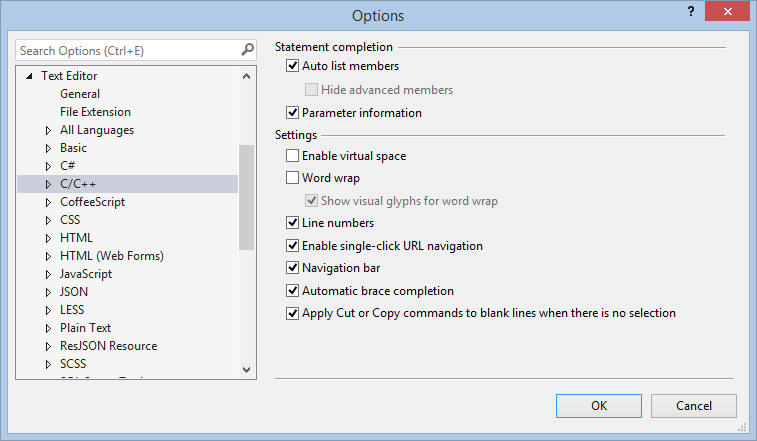 Options
?
Search Options (Ctrl+E)
Text Editor
General
File Extension
All Languages
Basic
C#
C/C++
CoffeeScript
CSS
HTML
HTML (Web Forms)
JavaScript
JSON
LESS
Plain Text
ResJSON Resource
SCSS
Statement completion
Auto list members
Hide advanced members
Parameter information
Settings
Enable virtual space
Word wrap
Show visual glyphs for word wrap
Line numbers
Enable single-click URL navigation
Navigation bar
Automatic brace completion
Apply Cut or Copy commands to blank lines when there is no selection
OK
Cancel